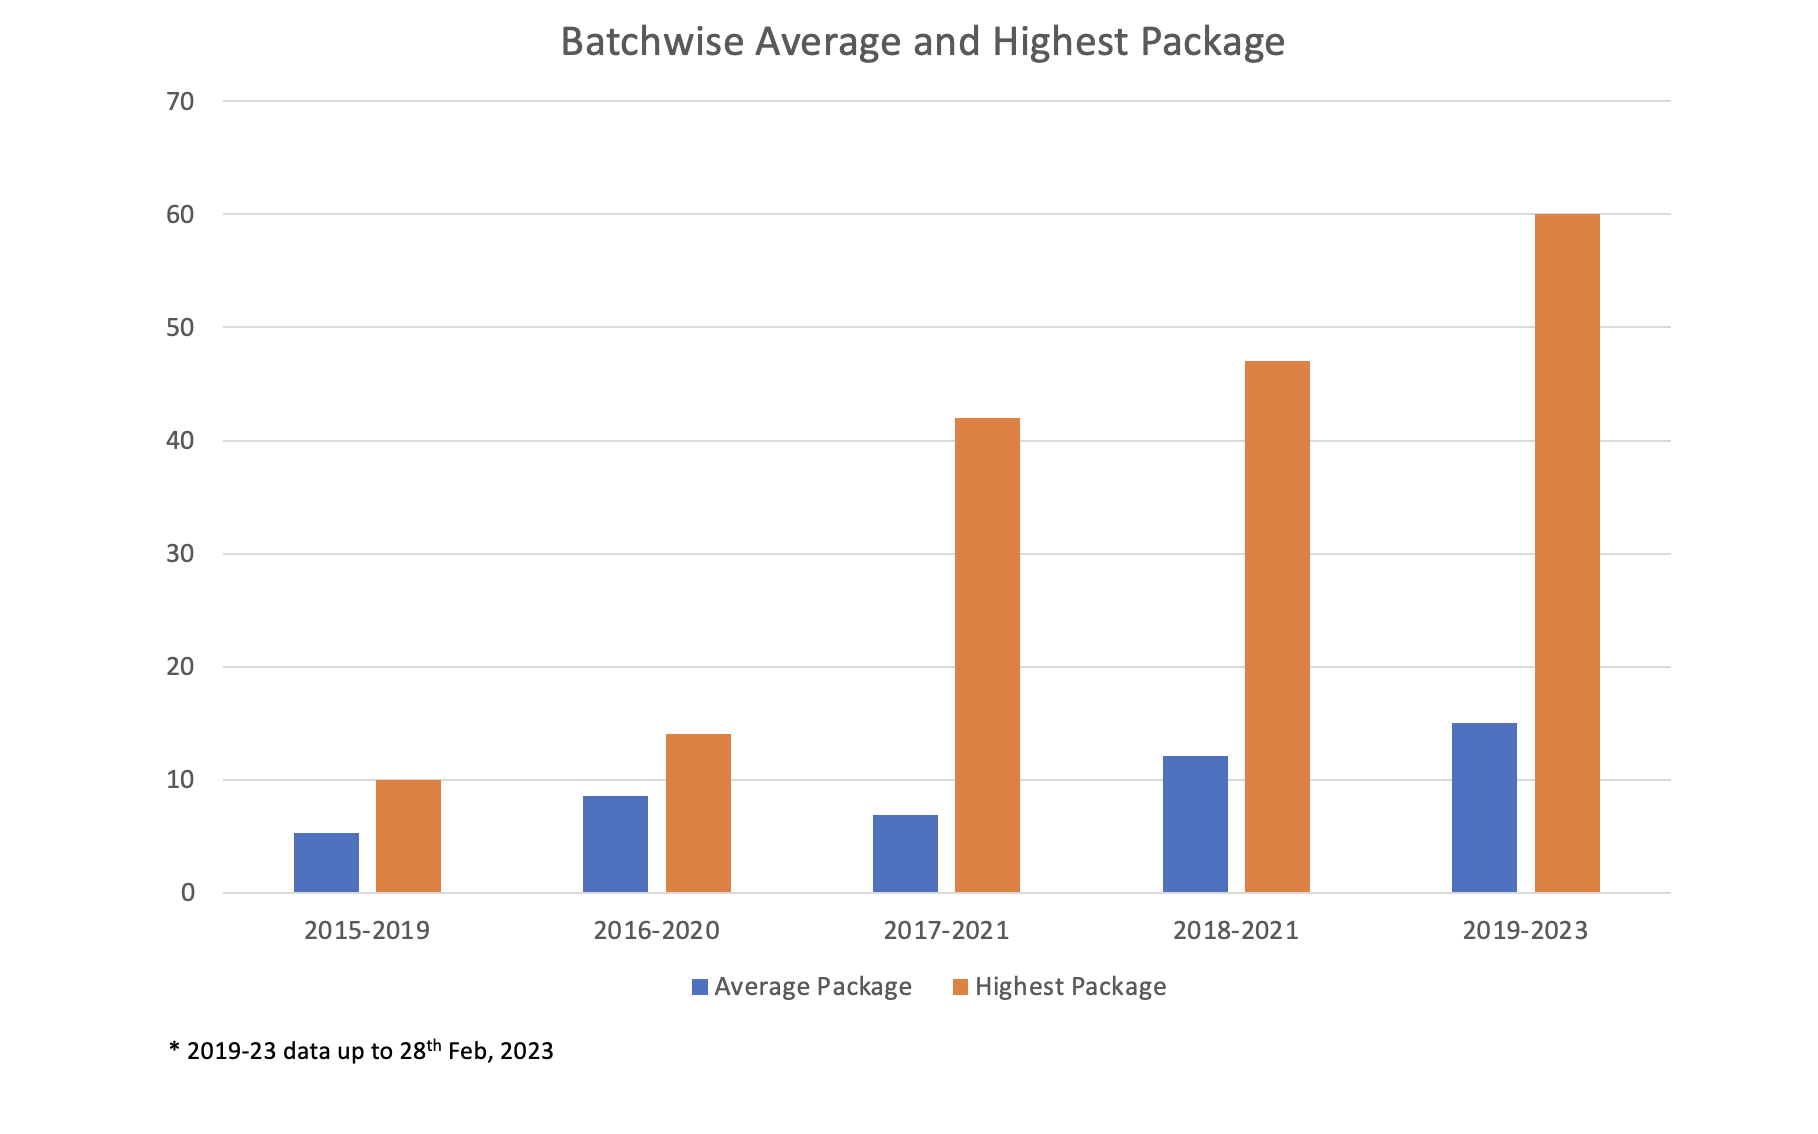 Batchwise Average and Highest Package
70
60
50
40
30
20
10
0
2015-2019 2016-2020 2017-2021 2018-2021 2019-2023
Average Package Highest Package
* 2019-23 data up to 28th Feb, 2023